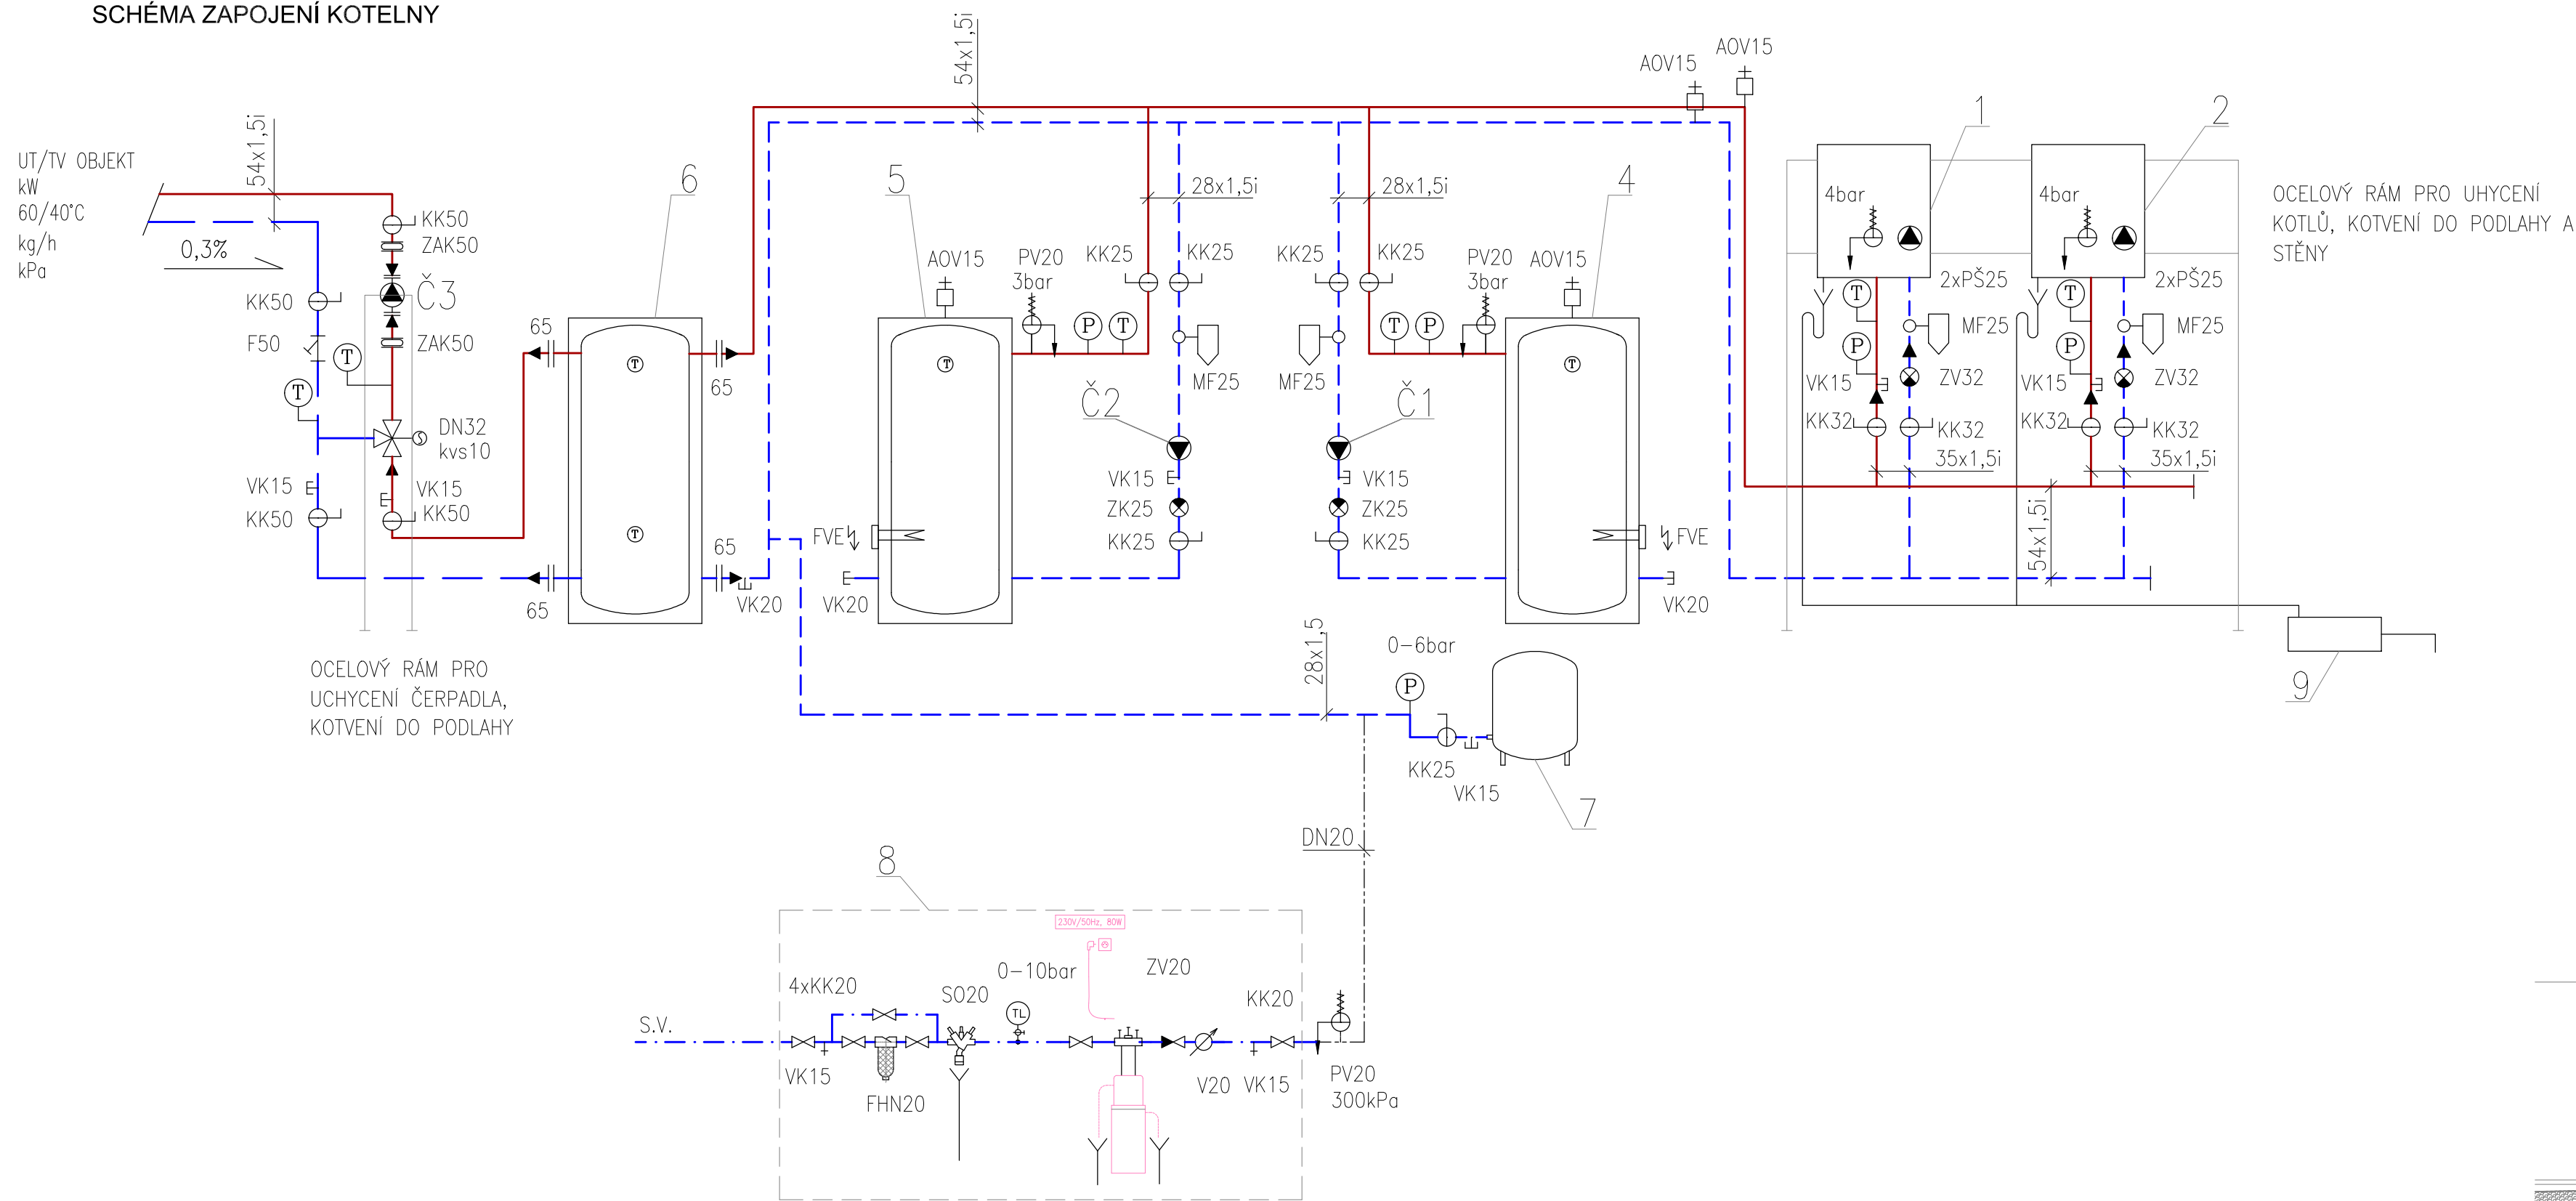 SCHÉMA ZAPOJENÍ KOTELNY
UT/TV OBJEKT
kW
60/40°C
kg/h
kPa
0,3%
54x1,5i
KK50
ZAK50
Č3
KK50
F50
ZAK50
T
T
DN32
kvs10
VK15
KK50
VK15
KK50
OCELOVÝ RÁM PRO
UCHYCENÍ ČERPADLA,
KOTVENÍ DO PODLAHY
6
65
65
65
65
T
T
VK20
54x1,5i
5
AOV15
PV20
3bar
P
T
T
KK25
KK25
28x1,5i
MF25
Č2
VK15
ZK25
KK25
FVE
VK20
28x1,5i
KK25
KK25
MF25
T
P
PV20
3bar
AOV15
4
T
Č1
VK15
ZK25
KK25
FVE
VK20
AOV15
AOV15
1
2
4bar
4bar
2xPŠ25
2xPŠ25
T
T
MF25
MF25
P
P
VK15
ZV32
VK15
ZV32
KK32
KK32
KK32
KK32
35x1,5i
35x1,5i
54x1,5i
OCELOVÝ RÁM PRO UHYCENÍ
KOTLŮ, KOTVENÍ DO PODLAHY A
STĚNY
9
28x1,5
0-6bar
P
KK25
VK15
7
DN20
8
230V/50Hz, 80W
4xKK20
SO20
0-10bar
ZV20
KK20
S.V.
TL
VK15
FHN20
V20
VK15
PV20
300kPa